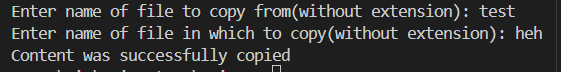 Enter name of file to copy from(without extension): test
Enter name of file in which to copy(without extension): heh
Content was successfully copied